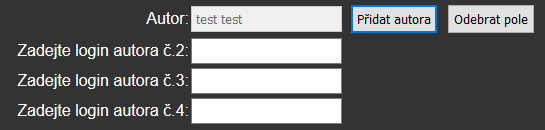 Autor: test test Přidat autora Odebrat pole
Zadejte login autora č.2:
Zadejte login autora č.3:
Zadejte login autora č.4: